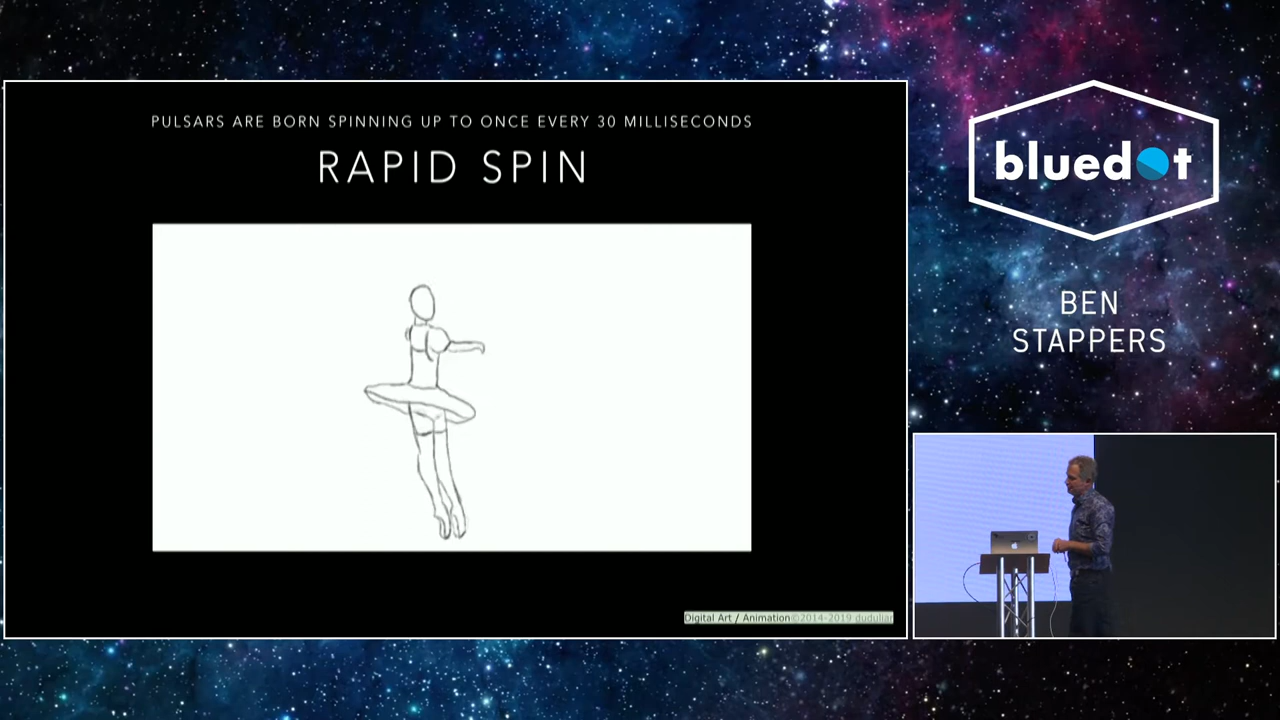 PULSARS ARE BORN SPINNING UP TO ONCE EVERY 30 MILLISECONDS
RAPID SPIN
bluedot
BEN
STAPPERS
Digital Art / Animation©2014-2019 dudulian